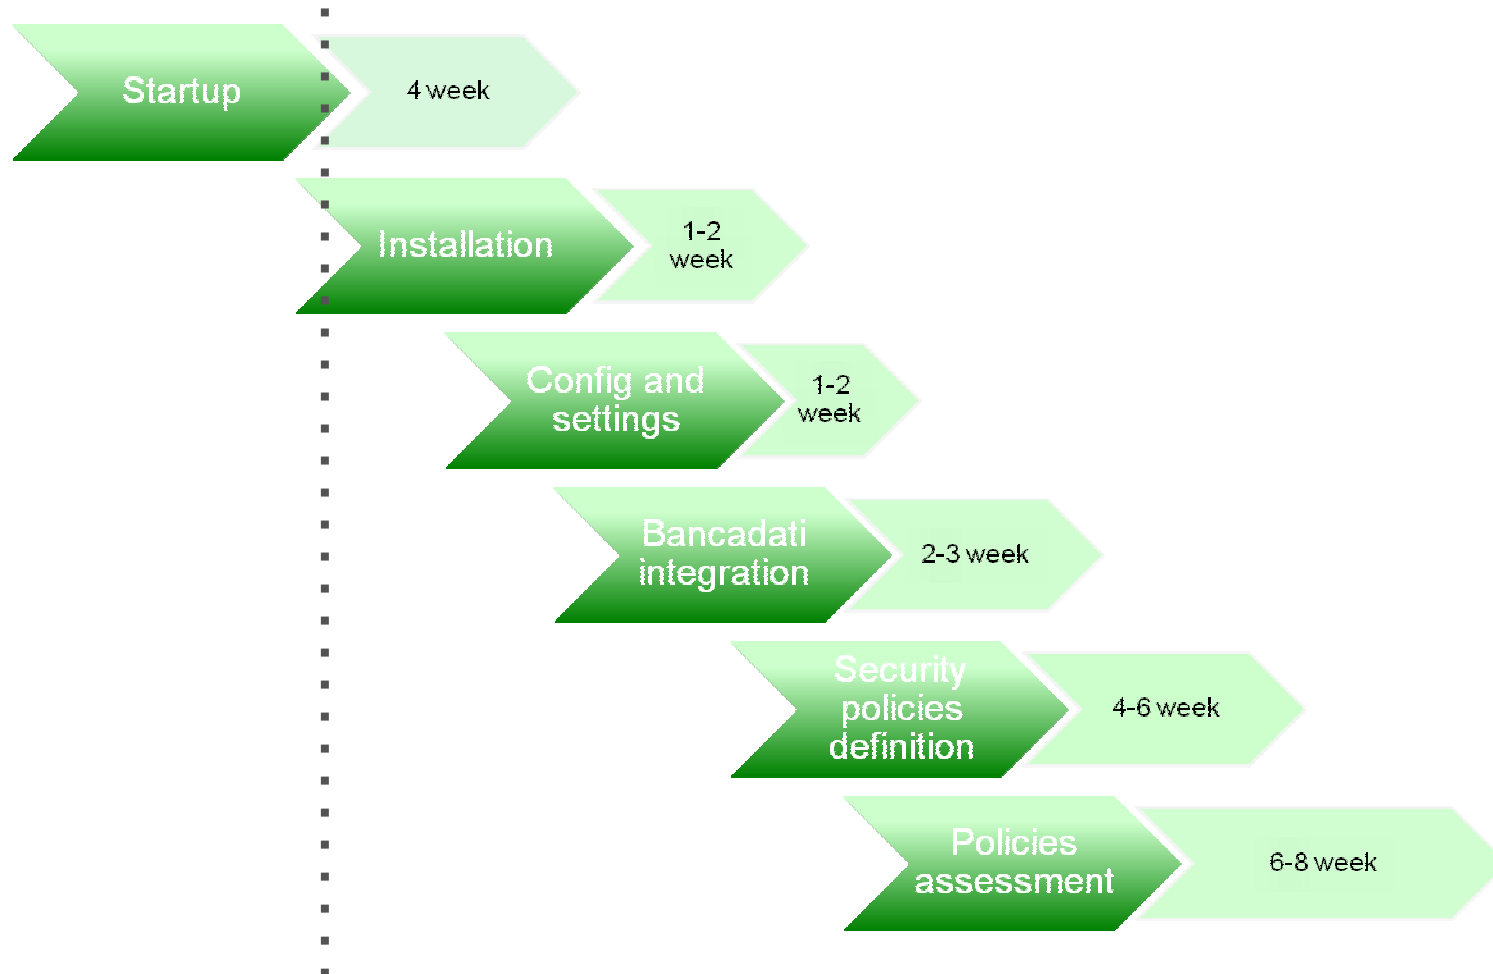 Startup
4 week
Installation
1-2
week
Config and
settings
1-2
week
Bancadati
integration
2-3 week
Security
policies
definition
4-6 week
Policies
assessment
6-8 week